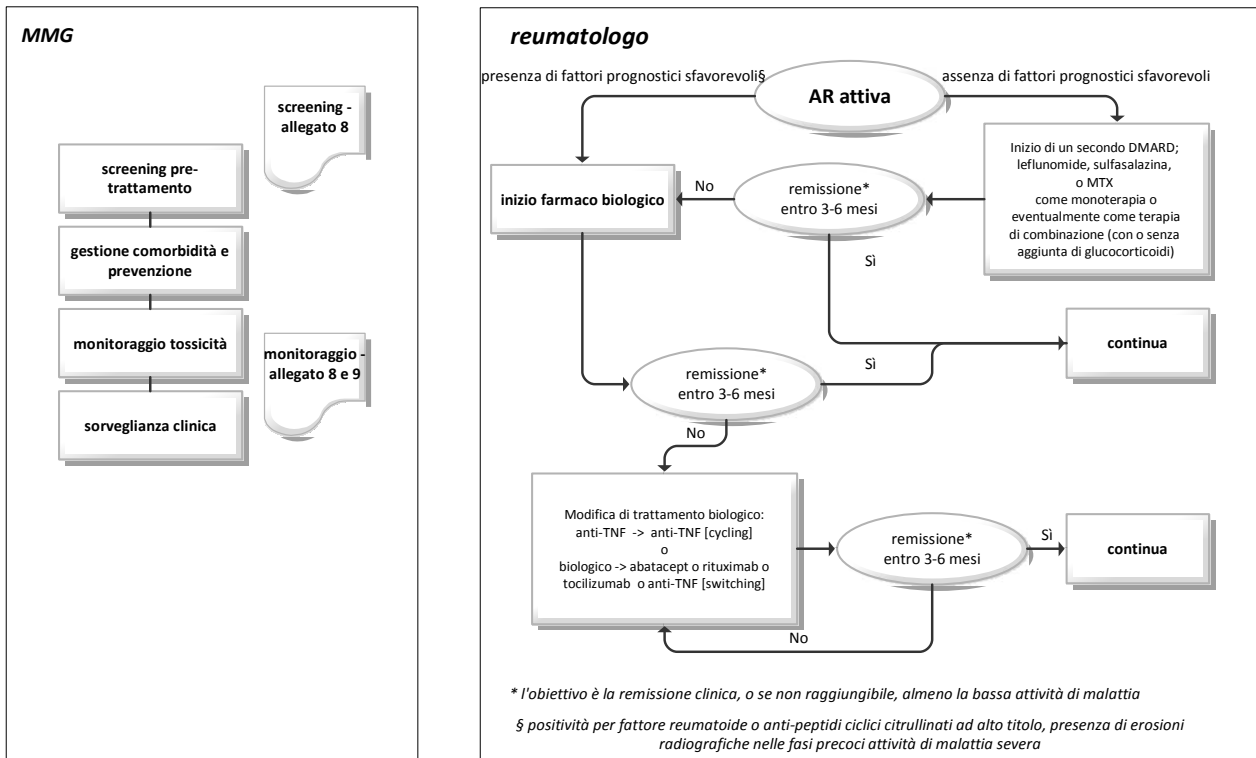 MMG
screening -
allegato 8
screening pre-
trattamento
gestione comorbidità e
prevenzione
monitoraggio tossicità
monitoraggio -
allegato 8 e 9
sorveglianza clinica
reumatologo
presenza di fattori prognostici sfavorevoli§
AR attiva
assenza di fattori prognostici sfavorevoli
inizio farmaco biologico
No
remissione*
entro 3-6 mesi
Inizio di un secondo DMARD;
leflunomide, sulfasalazina,
o MTX
come monoterapia o
eventualmente come terapia
di combinazione (con o senza
aggiunta di glucocorticoidi)
Sì
continua
remissione*
entro 3-6 mesi
Sì
No
Modifica di trattamento biologico:
anti-TNF -> anti-TNF [cycling]
o
biologico -> abatacept o rituximab o
tocilizumab o anti-TNF [switching]
remissione*
entro 3-6 mesi
Sì
continua
No
* l'obiettivo è la remissione clinica, o se non raggiungibile, almeno la bassa attività di malattia
§ positività per fattore reumatoide o anti-peptidi ciclici citrullinati ad alto titolo, presenza di erosioni
radiografiche nelle fasi precoci attività di malattia severa